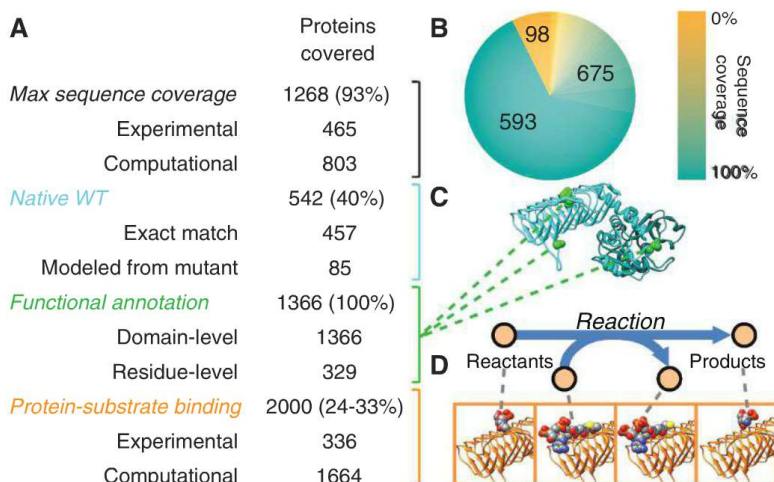 A
Proteins
covered
Max sequence coverage 1268 (93%)
Experimental 465
Computational 803
Native WT 542 (40%)
Exact match 457
Modeled from mutant 85
Functional annotation 1366 (100%)
Domain-level 1366
Residue-level 329
Protein-substrate binding 2000 (24-33%)
Experimental 336
Computational 1664
B
98
675
593
0%
100%
Sequence
coverage
C
Reaction
D
Reactants
Products